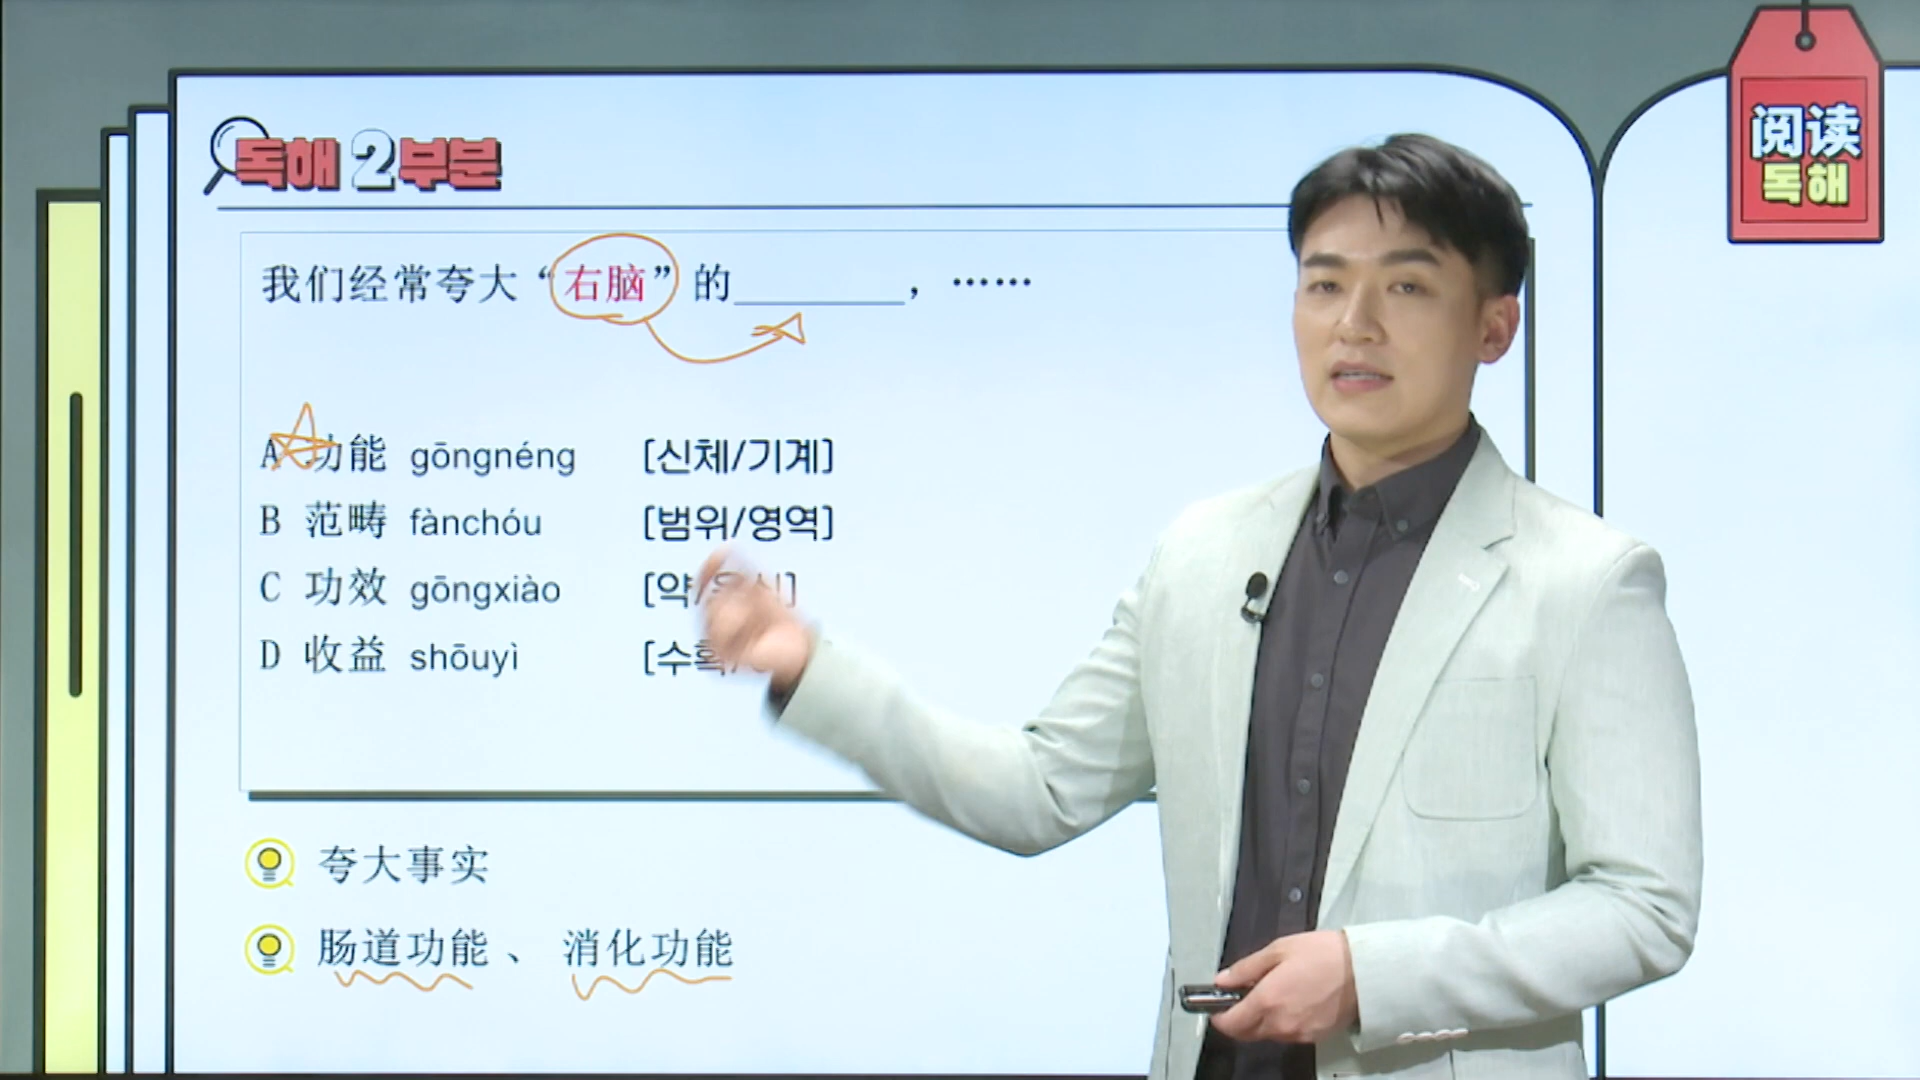 독해 2부분
阅读
독해
我们经常夸大“右脑”的________，……
A 功能 gōngnéng [신체/기계]
B 范畴 fànchóu [범위/영역]
C 功效 gōngxiào [약/
D 收益 shōuyì
夸大事实
肠道功能、消化功能